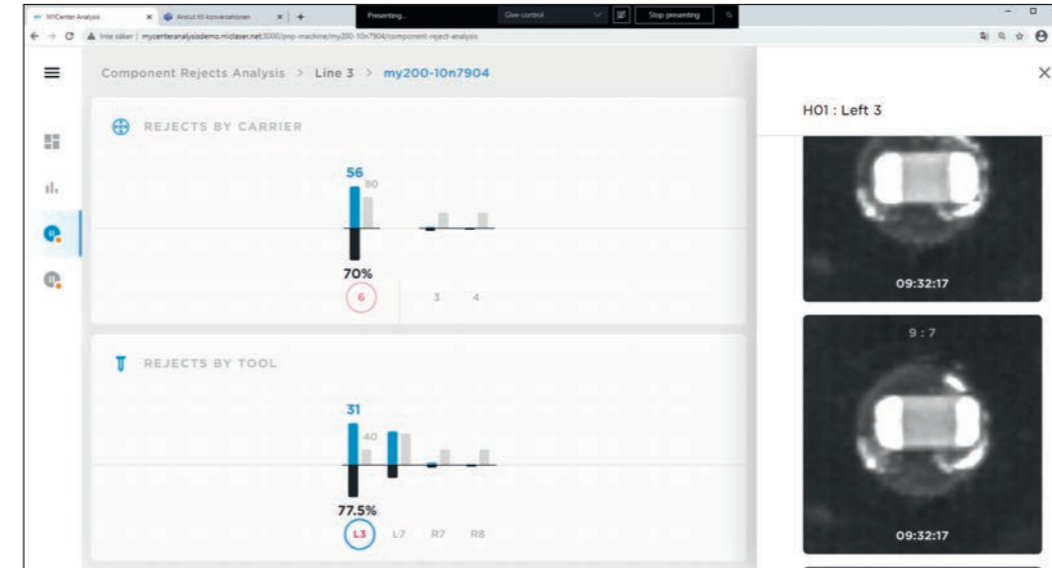 MYCenter Analysis
Anslut till konversationen
Presenting...
Give control
Stop presenting
Inte säker | mycenteranalysisdemo.midlaser.net:3000/pnp-machine/my200-10n7904/component-reject-analysis
Component Rejects Analysis > Line 3 > my200-10n7904
REJECTS BY CARRIER
56
80
70%
6 3 4
REJECTS BY TOOL
31
40
77.5%
L3 L7 R7 R8
H01 : Left 3
09:32:17
9 : 7
09:32:17